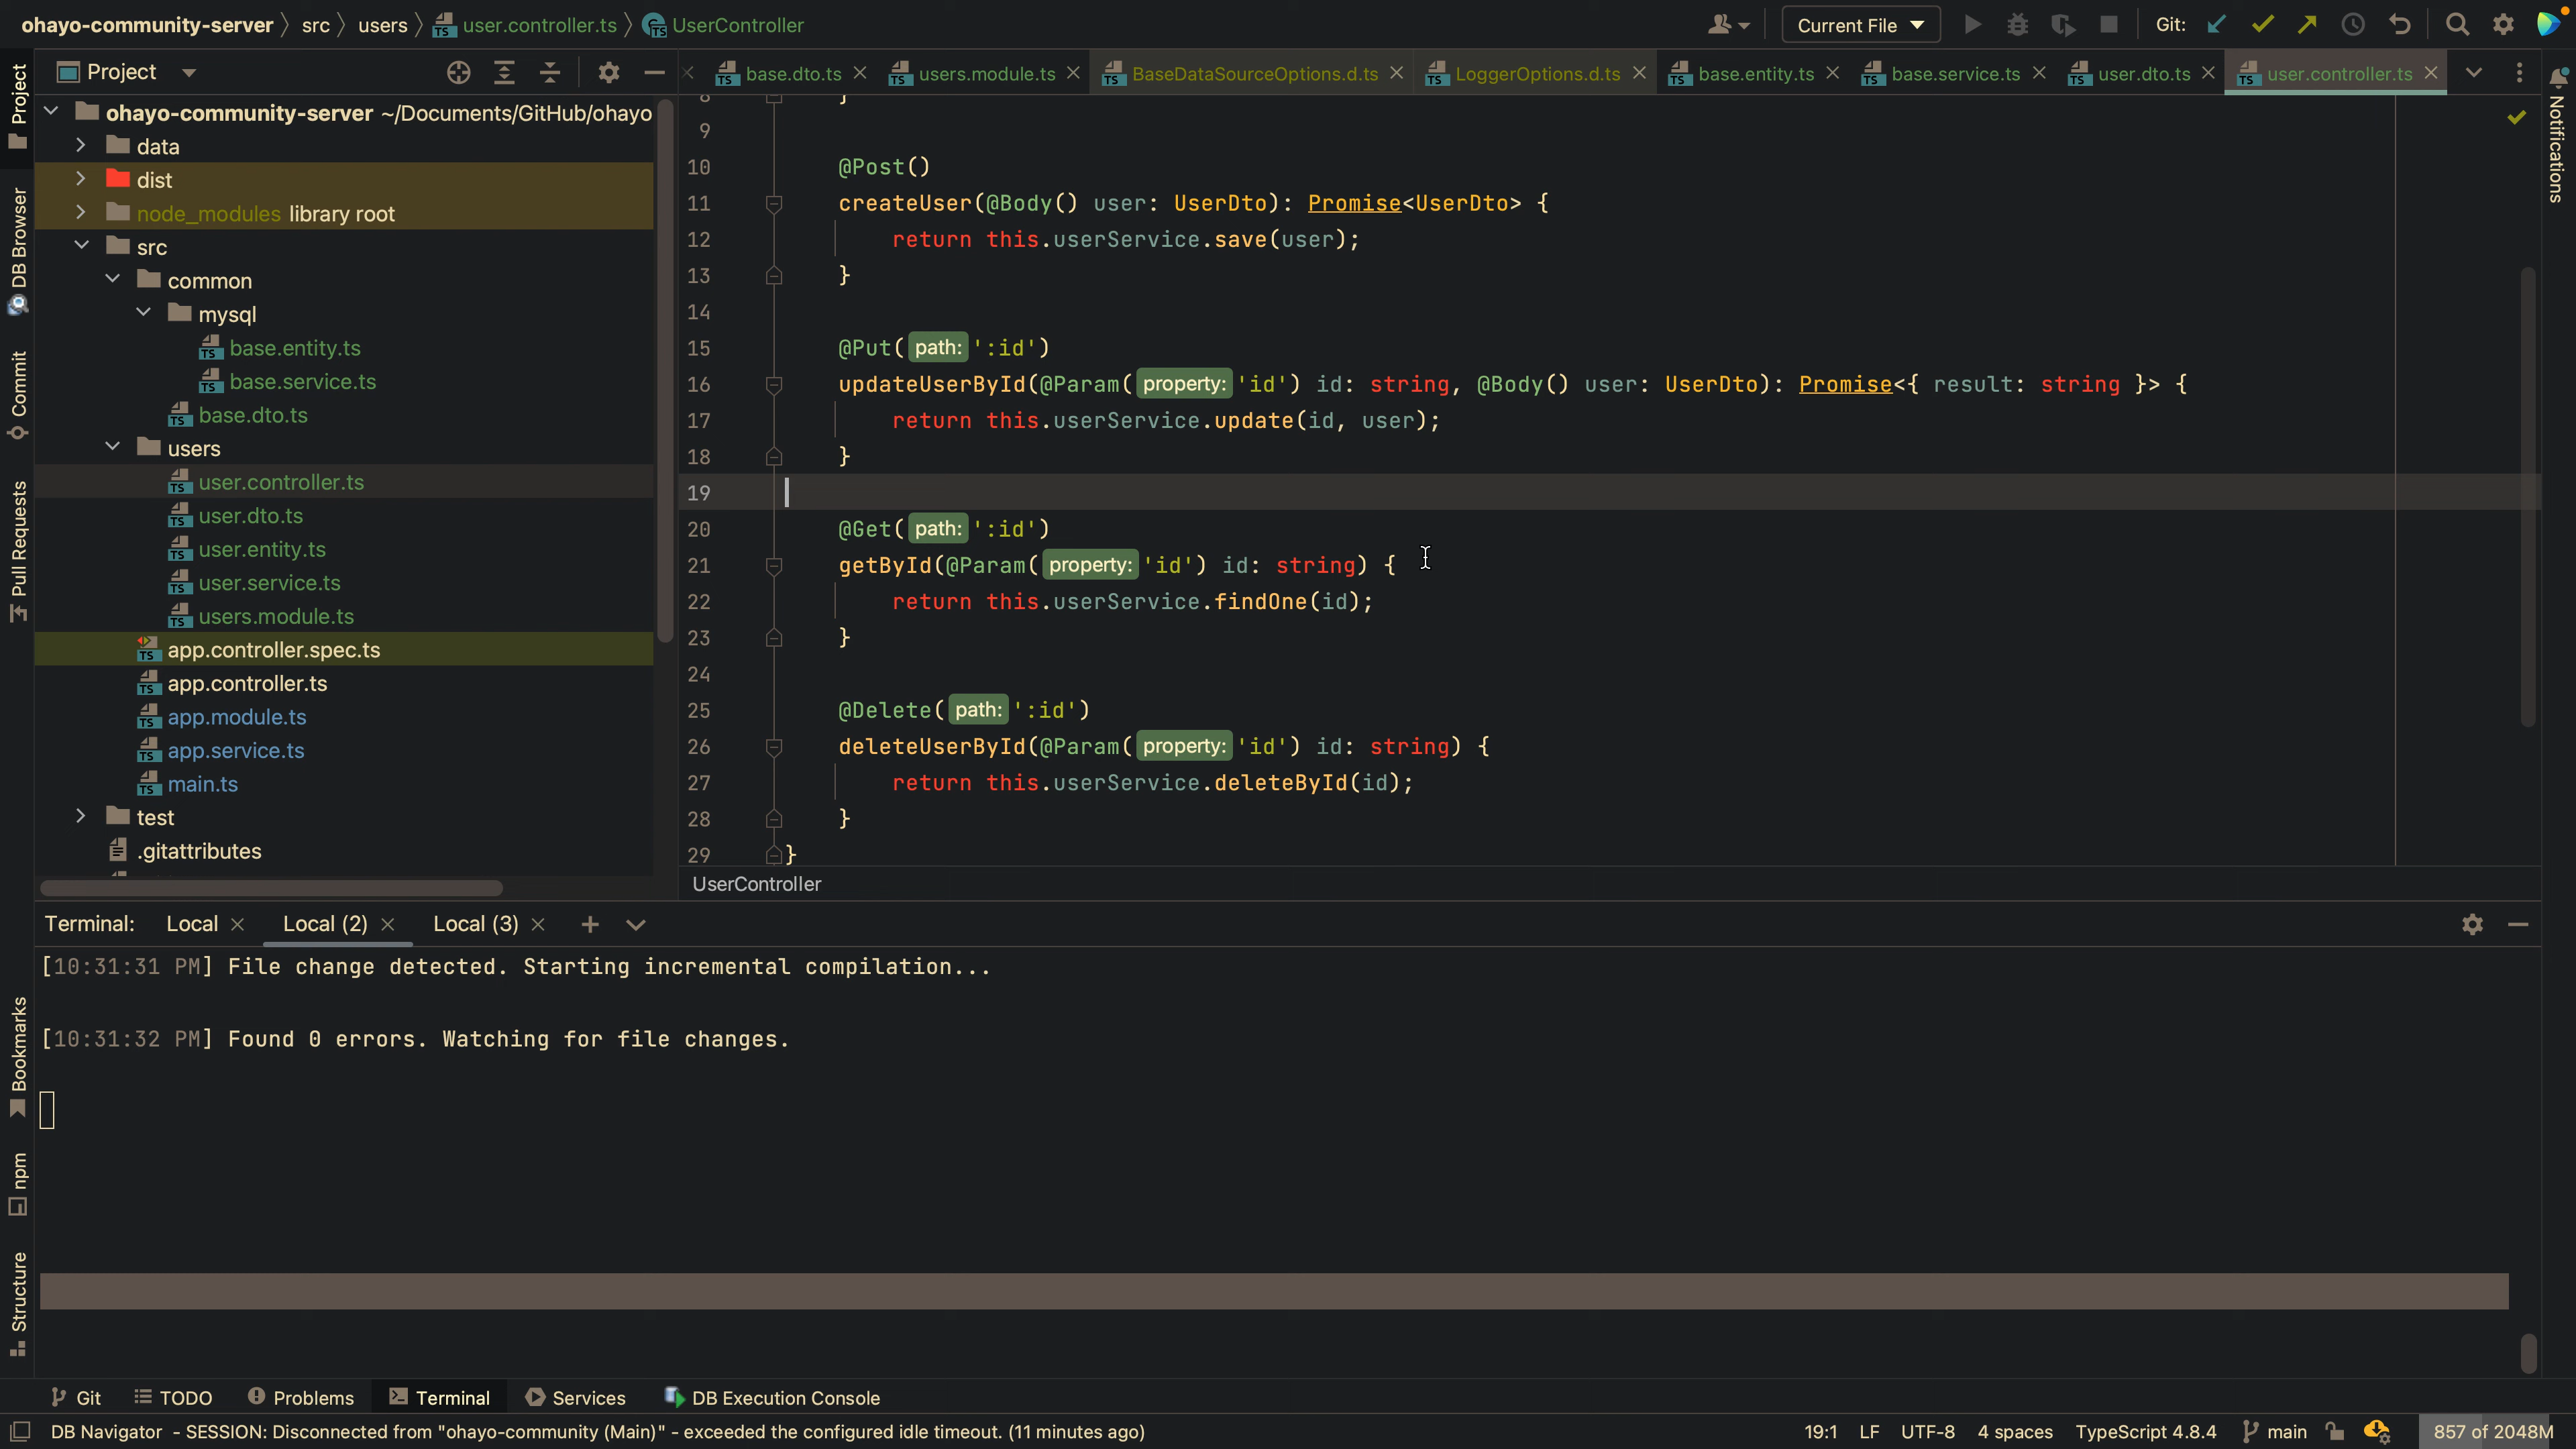 ohayo-community-server 〉 src 〉 users 〉 user.controller.ts 〉 UserController
Current File
Git:
Project
base.dto.ts
users.module.ts
BaseDataSourceOptions.d.ts
LoggerOptions.d.ts
base.entity.ts
base.service.ts
user.dto.ts
user.controller.ts
Project
DB Browser
Commit
Pull Requests
Bookmarks
npm
Structure
Notifications
ohayo-community-server ~/Documents/GitHub/ohayo
data
dist
node_modules library root
src
common
mysql
base.entity.ts
base.service.ts
base.dto.ts
users
user.controller.ts
user.dto.ts
user.entity.ts
user.service.ts
users.module.ts
app.controller.spec.ts
app.controller.ts
app.module.ts
app.service.ts
main.ts
test
.gitattributes
8 }
9
10 @Post()
11 createUser(@Body() user: UserDto): Promise<UserDto> {
12 return this.userService.save(user);
13 }
14
15 @Put( path: ':id')
16 updateUserById(@Param( property: 'id') id: string, @Body() user: UserDto): Promise<{ result: string }> {
17 return this.userService.update(id, user);
18 }
19
20 @Get( path: ':id')
21 getById(@Param( property: 'id') id: string) {
22 return this.userService.findOne(id);
23 }
24
25 @Delete( path: ':id')
26 deleteUserById(@Param( property: 'id') id: string) {
27 return this.userService.deleteById(id);
28 }
29 }
UserController
Terminal: Local Local (2) Local (3)
[10:31:31 PM] File change detected. Starting incremental compilation...
[10:31:32 PM] Found 0 errors. Watching for file changes.
Git TODO Problems Terminal Services DB Execution Console
DB Navigator - SESSION: Disconnected from "ohayo-community (Main)" - exceeded the configured idle timeout. (11 minutes ago)
19:1 LF UTF-8 4 spaces TypeScript 4.8.4 main 857 of 2048M